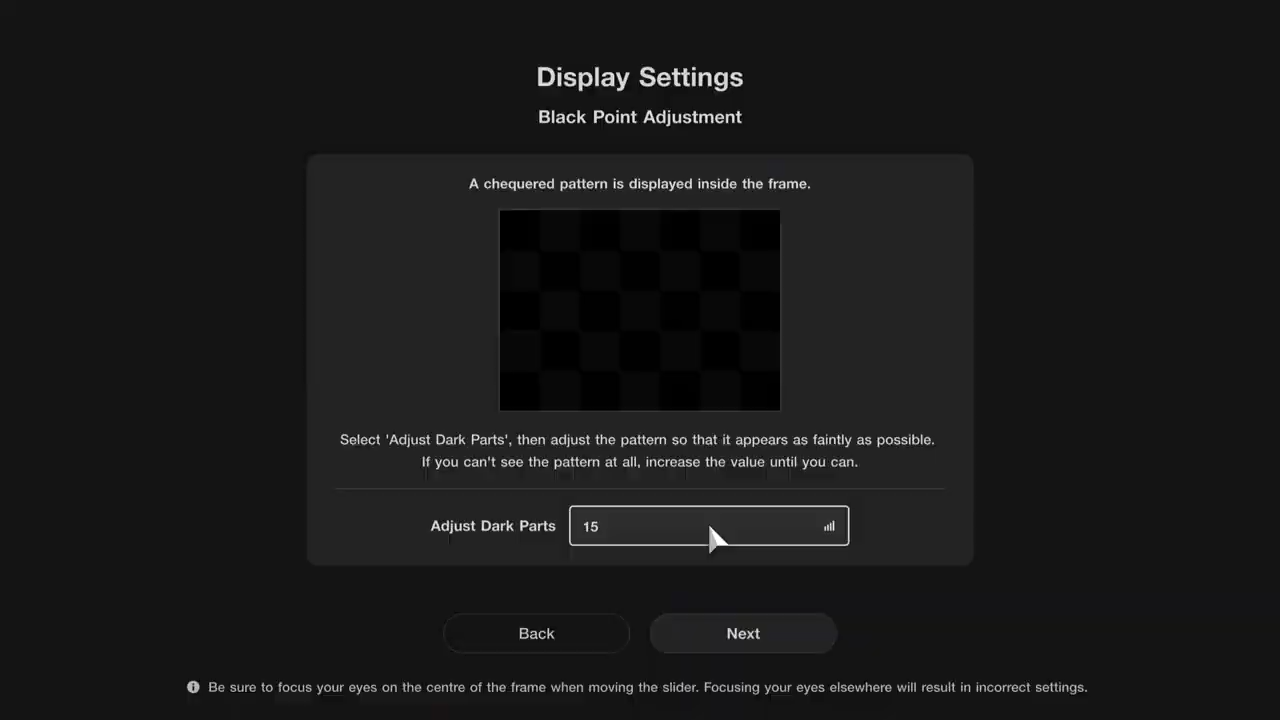 Display Settings
Black Point Adjustment
A chequered pattern is displayed inside the frame.
Select 'Adjust Dark Parts', then adjust the pattern so that it appears as faintly as possible.
If you can't see the pattern at all, increase the value until you can.
Adjust Dark Parts 15
Back Next
Be sure to focus your eyes on the centre of the frame when moving the slider. Focusing your eyes elsewhere will result in incorrect settings.